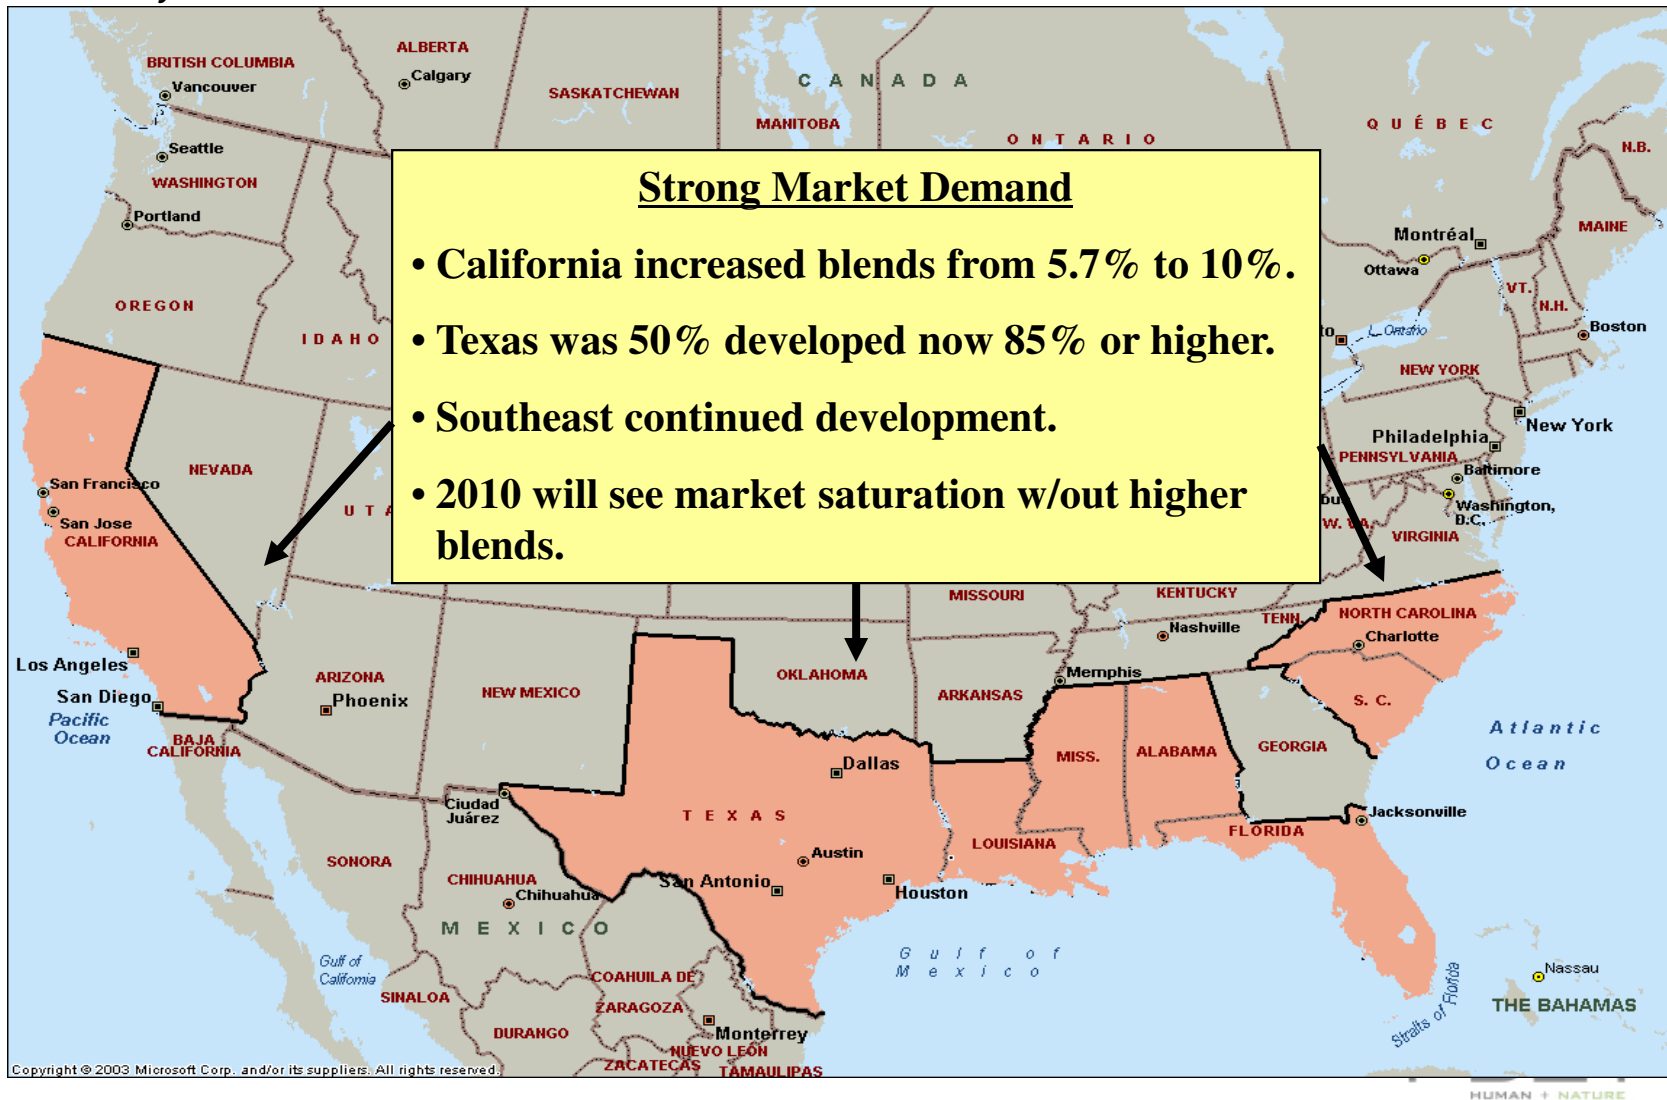 ALBERTA
BRITISH COLUMBIA
Calgary
Vancouver
SASKATCHEWAN
C A N A D A
MANITOBA
O N T A R I O
Q U É B E C
N.B.
Seattle
WASHINGTON
Portland
MAINE
Montréal
Ottawa
OREGON
I D A H O
VT.
N.H.
Boston
L. Ontario
NEW YORK
New York
Philadelphia
PENNSYLVANIA
Baltimore
Washington,
D.C.
W. VA.
VIRGINIA
Strong Market Demand
• California increased blends from 5.7% to 10%.
• Texas was 50% developed now 85% or higher.
• Southeast continued development.
• 2010 will see market saturation w/out higher
blends.
NEVADA
U T A
San Francisco
San Jose
CALIFORNIA
MISSOURI
KENTUCKY
TENN.
Nashville
NORTH CAROLINA
Charlotte
Los Angeles
San Diego
Pacific
Ocean
ARIZONA
Phoenix
NEW MEXICO
OKLAHOMA
ARKANSAS
Memphis
S. C.
Atlantic
Ocean
BAJA
CALIFORNIA
MISS.
ALABAMA
GEORGIA
Dallas
Ciudad
Juárez
T E X A S
Jacksonville
FLORIDA
LOUISIANA
Austin
SONORA
CHIHUAHUA
Chihuahua
San Antonio
Houston
M E X I C O
Gulf of
Mexico
Gulf of
California
COAHUILA DE
ZARAGOZA
SINALOA
DURANGO
Monterrey
NUEVO LEÓN
ZACATECAS
TAMAULIPAS
Straits of Florida
Nassau
THE BAHAMAS
Copyright © 2003 Microsoft Corp. and/or its suppliers. All rights reserved.
HUMAN + NATURE